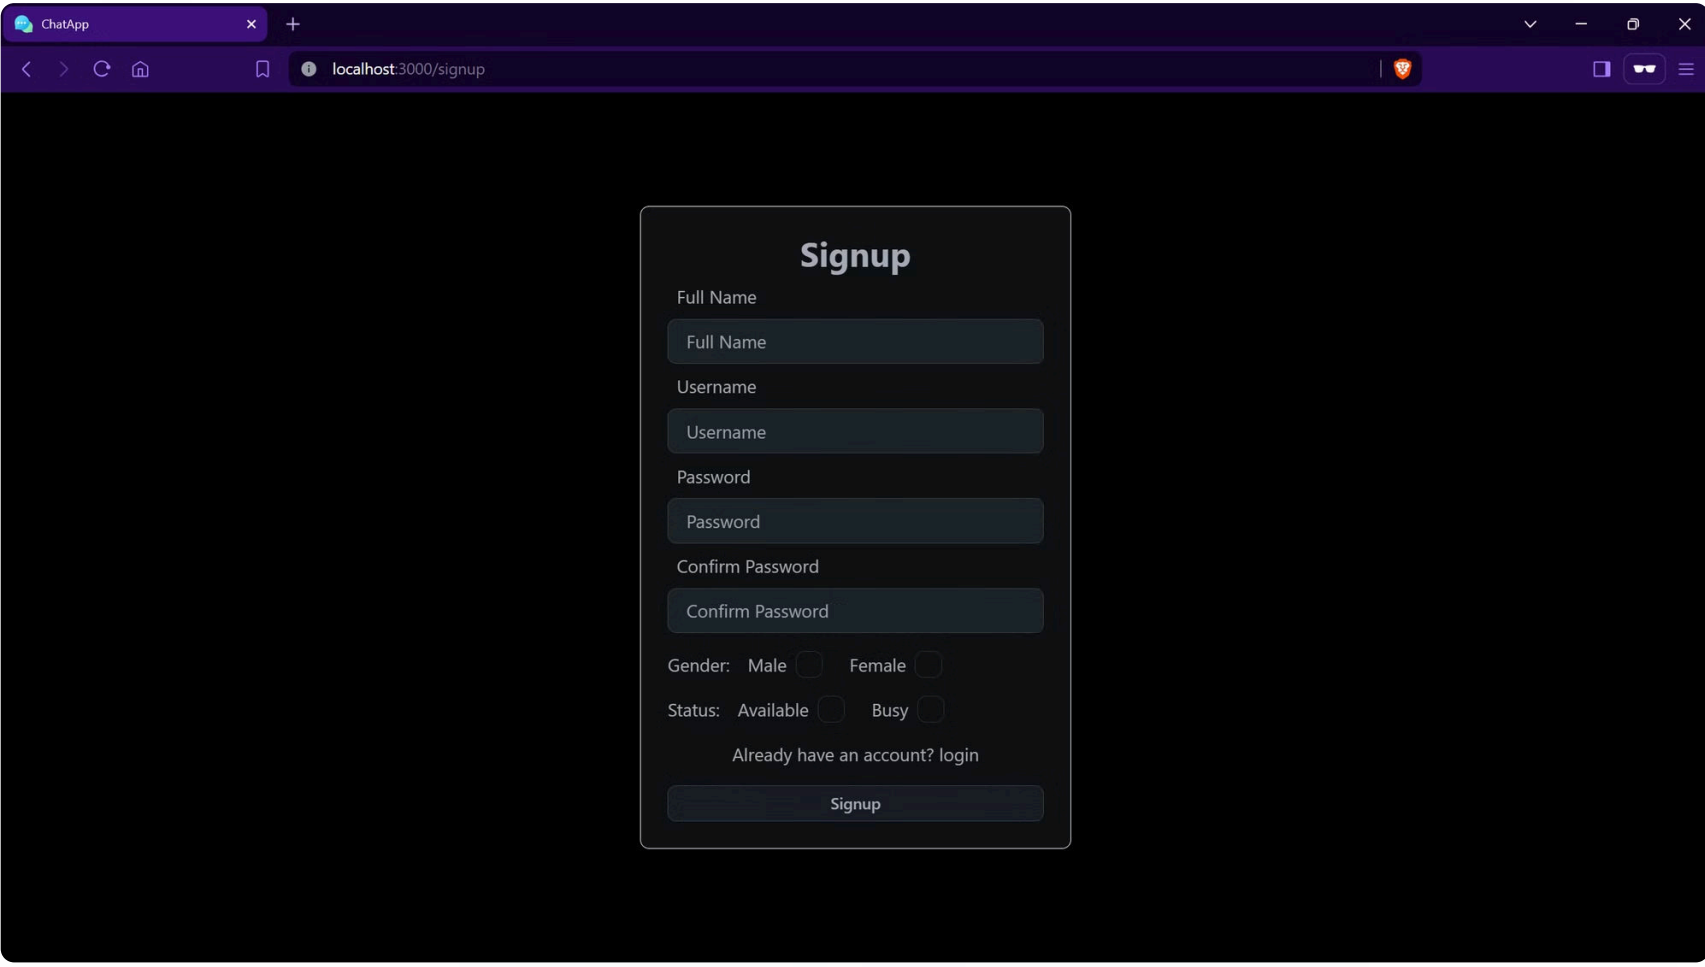 ChatApp
localhost:3000/signup
Signup
Full Name
Full Name
Username
Username
Password
Password
Confirm Password
Confirm Password
Gender: Male Female
Status: Available Busy
Already have an account? login
Signup